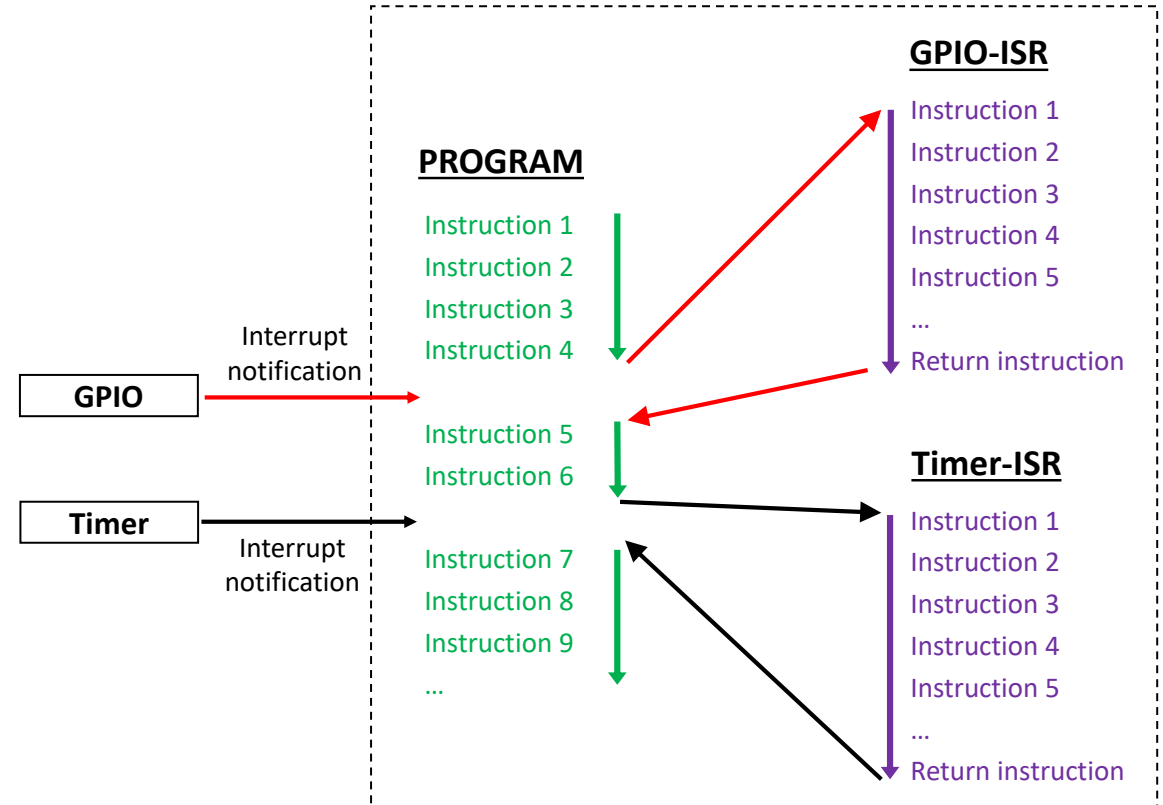 GPIO
Interrupt
notification
Timer
Interrupt
notification
PROGRAM
Instruction 1
Instruction 2
Instruction 3
Instruction 4
Instruction 5
Instruction 6
Instruction 7
Instruction 8
Instruction 9
...
GPIO-ISR
Instruction 1
Instruction 2
Instruction 3
Instruction 4
Instruction 5
...
Return instruction
Timer-ISR
Instruction 1
Instruction 2
Instruction 3
Instruction 4
Instruction 5
...
Return instruction